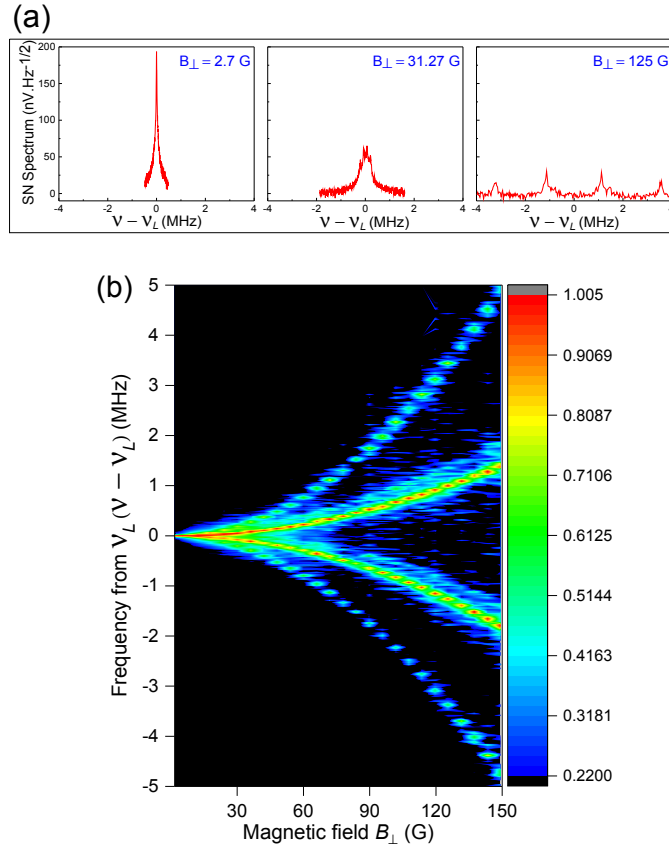 (a)
SN Spectrum (nV.Hz−1/2)
200
150
100
50
0
B⊥ = 2.7 G
B⊥ = 31.27 G
B⊥ = 125 G
-4 -2 0 2 4
-4 -2 0 2 4
-4 -2 0 2 4
ν − νL (MHz)
ν − νL (MHz)
ν − νL (MHz)
(b)
Frequency from νL (ν − νL) (MHz)
5
4
3
2
1
0
-1
-2
-3
-4
-5
30 60 90 120 150
Magnetic field B⊥ (G)
1.005
0.9069
0.8087
0.7106
0.6125
0.5144
0.4163
0.3181
0.2200